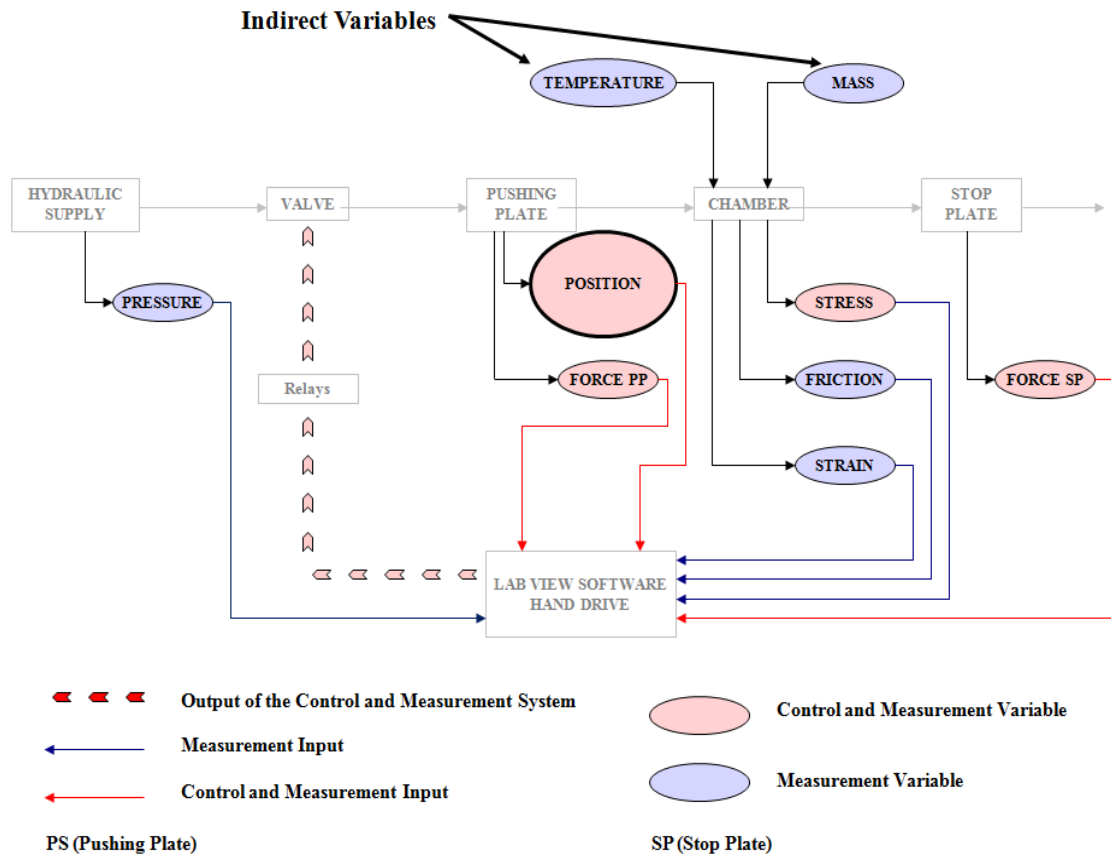 Indirect Variables
TEMPERATURE
MASS
HYDRAULIC
SUPPLY
VALVE
PUSHING
PLATE
CHAMBER
STOP
PLATE
PRESSURE
POSITION
STRESS
Relays
FORCE PP
FRICTION
FORCE SP
STRAIN
LAB VIEW SOFTWARE
HAND DRIVE
Output of the Control and Measurement System
Control and Measurement Variable
Measurement Input
Measurement Variable
Control and Measurement Input
PS (Pushing Plate)
SP (Stop Plate)